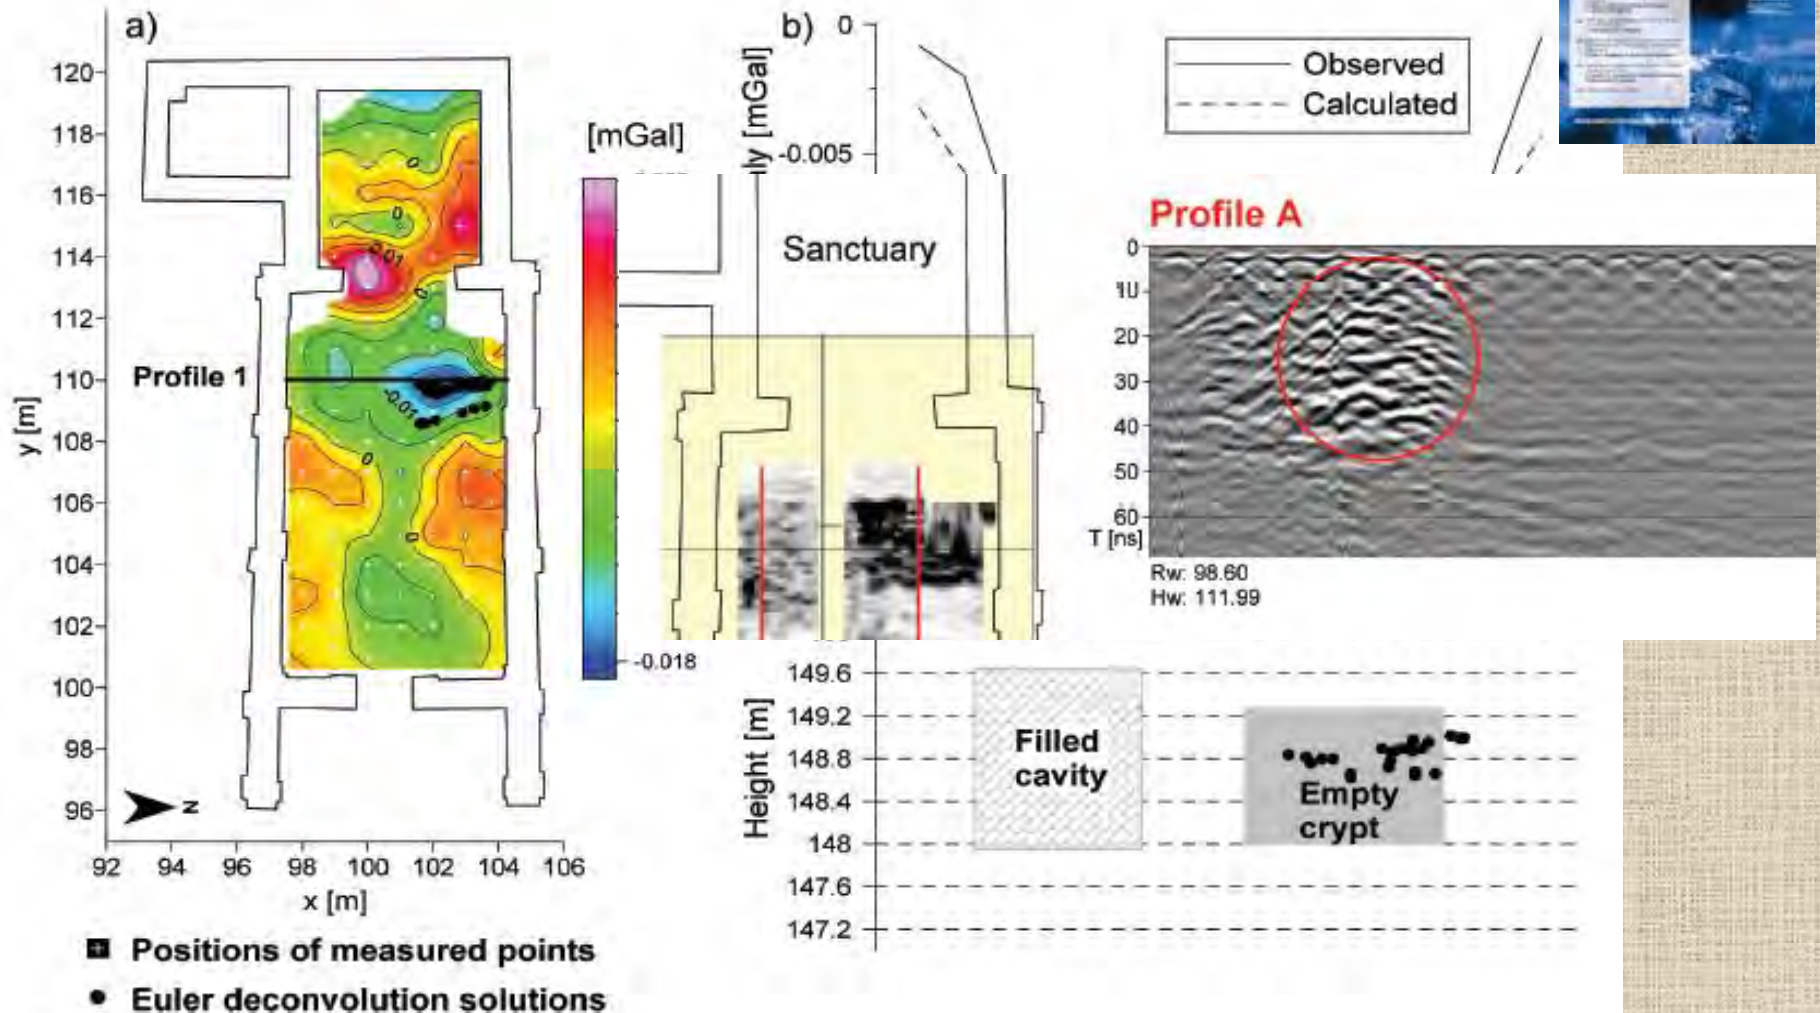 a)
120
118
116
114
112
110
108
106
104
102
100
98
96
y [m]
92 94 96 98 100 102 104 106
x [m]
Profile 1
0
0
-0.01
0
-0.01
0
0
N
[mGal]
-0.018
Positions of measured points
Euler deconvolution solutions
b)
0
-0.005
ly [mGal]
Observed
Calculated
Sanctuary
Profile A
0
10
20
30
40
50
60
T [ns]
Rw: 98.60
Hw: 111.99
Height [m]
149.6
149.2
148.8
148.4
148
147.6
147.2
Filled
cavity
Empty
crypt